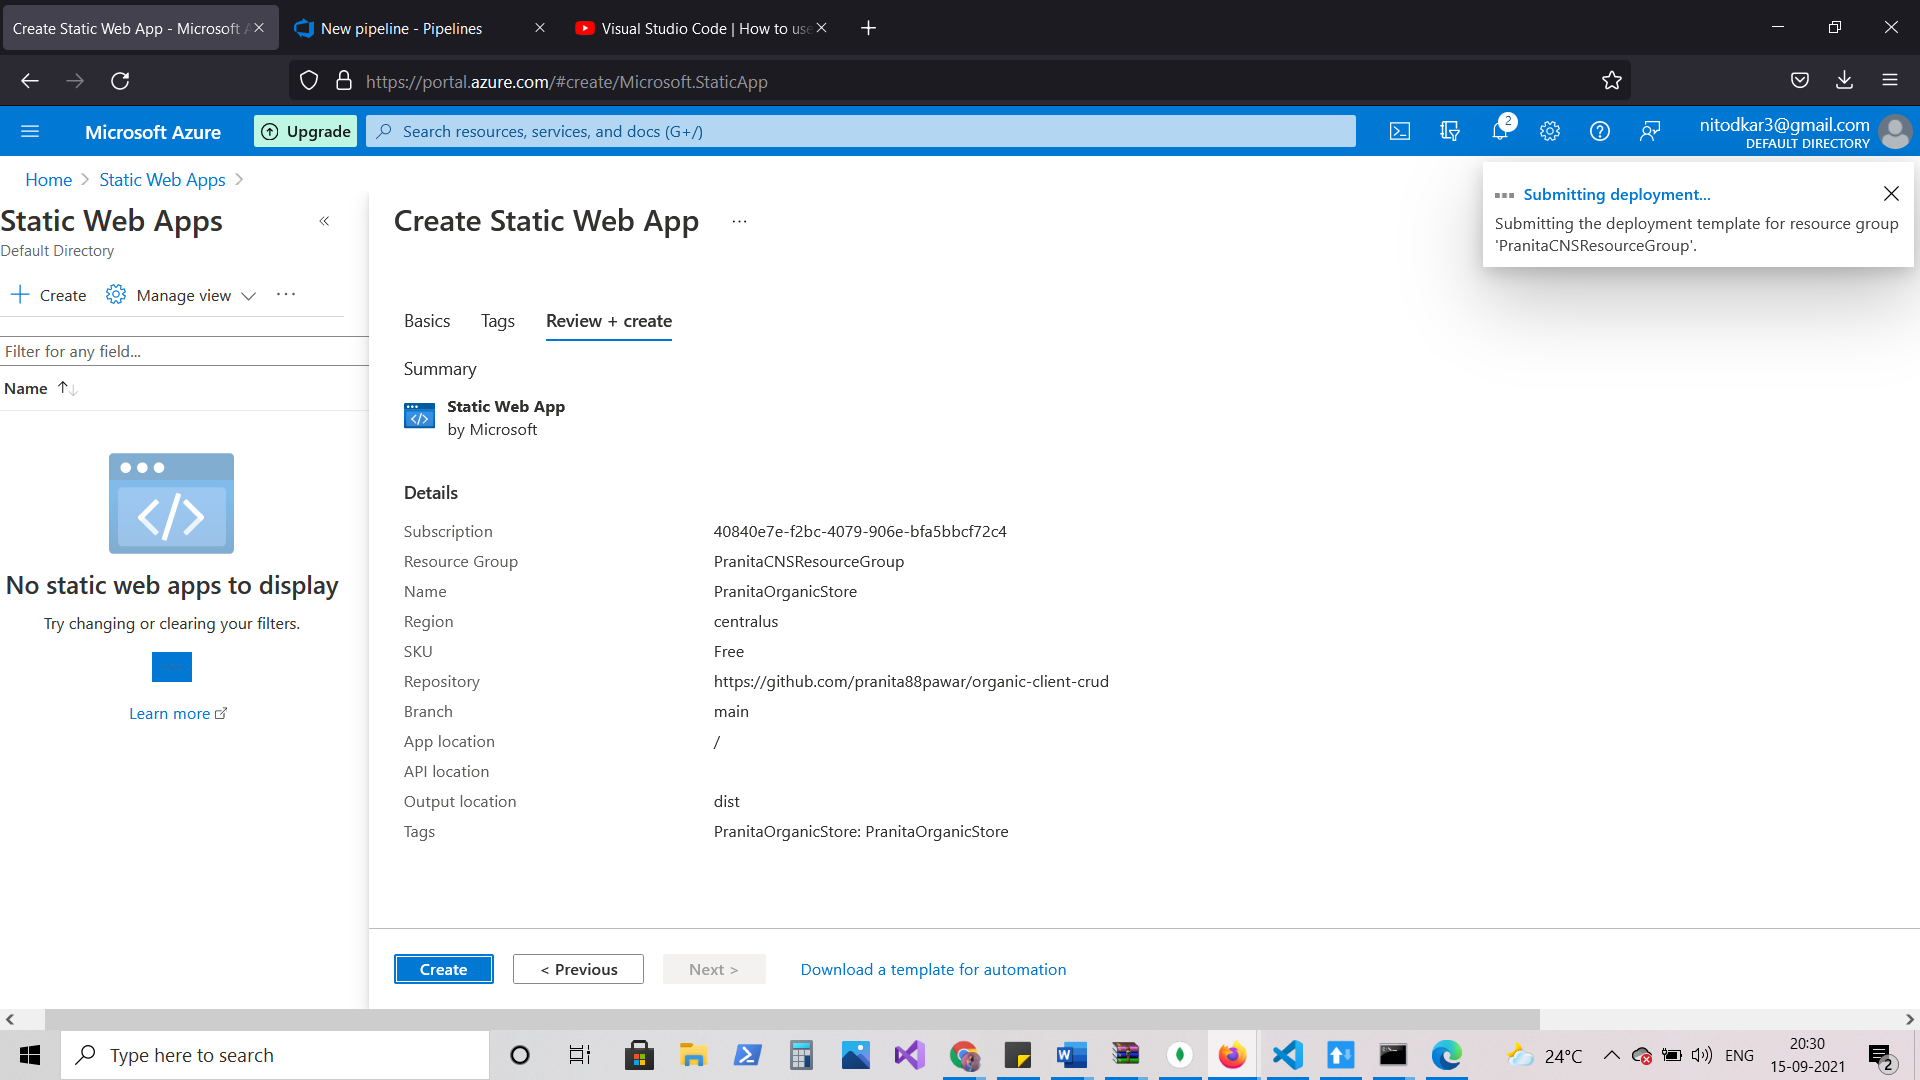 Create Static Web App - Microsoft A
New pipeline - Pipelines
Visual Studio Code | How to use
https://portal.azure.com/#create/Microsoft.StaticApp
Microsoft Azure
Upgrade
Search resources, services, and docs (G+/)
2
nitodkar3@gmail.com
DEFAULT DIRECTORY
Home > Static Web Apps >
Submitting deployment...
Submitting the deployment template for resource group
'PranitaCNSResourceGroup'.
Static Web Apps
Default Directory
Create
Manage view
Filter for any field...
Name
No static web apps to display
Try changing or clearing your filters.
Learn more
Create Static Web App
Basics
Tags
Review + create
Summary
Static Web App
by Microsoft
Details
Subscription 40840e7e-f2bc-4079-906e-bfa5bbcf72c4
Resource Group PranitaCNSResourceGroup
Name PranitaOrganicStore
Region centralus
SKU Free
Repository https://github.com/pranita88pawar/organic-client-crud
Branch main
App location /
API location
Output location dist
Tags PranitaOrganicStore: PranitaOrganicStore
Create
< Previous
Next >
Download a template for automation
Type here to search
24°C
ENG
20:30
15-09-2021
2